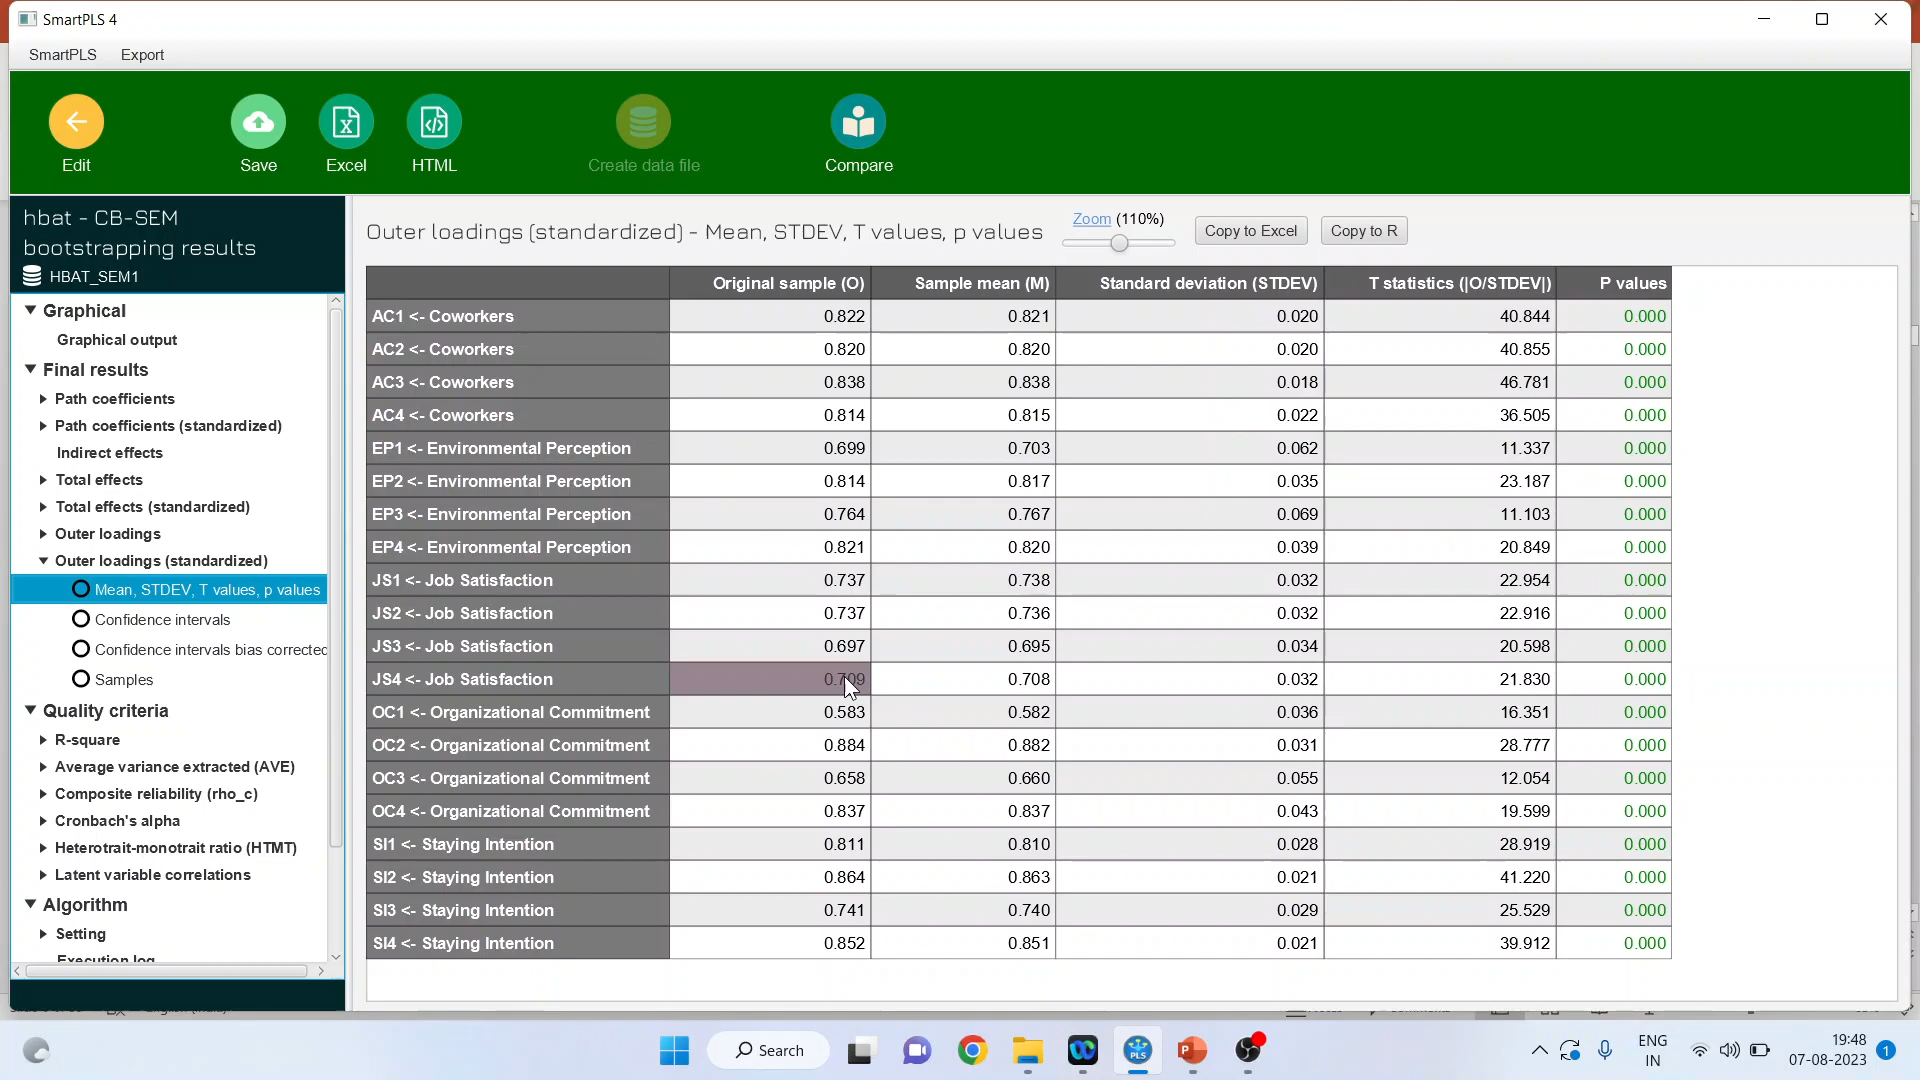 SmartPLS 4
SmartPLS Export
Edit Save Excel HTML Create data file Compare
hbat - CB-SEM
bootstrapping results
HBAT_SEM1
Graphical
Graphical output
Final results
Path coefficients
Path coefficients (standardized)
Indirect effects
Total effects
Total effects (standardized)
Outer loadings
Outer loadings (standardized)
Mean, STDEV, T values, p values
Confidence intervals
Confidence intervals bias corrected
Samples
Quality criteria
R-square
Average variance extracted (AVE)
Composite reliability (rho_c)
Cronbach's alpha
Heterotrait-monotrait ratio (HTMT)
Latent variable correlations
Algorithm
Setting
Execution log
Outer loadings (standardized) - Mean, STDEV, T values, p values Zoom (110%) Copy to Excel Copy to R
Original sample (O) Sample mean (M) Standard deviation (STDEV) T statistics (|O/STDEV|) P values
AC1 <- Coworkers 0.822 0.821 0.020 40.844 0.000
AC2 <- Coworkers 0.820 0.820 0.020 40.855 0.000
AC3 <- Coworkers 0.838 0.838 0.018 46.781 0.000
AC4 <- Coworkers 0.814 0.815 0.022 36.505 0.000
EP1 <- Environmental Perception 0.699 0.703 0.062 11.337 0.000
EP2 <- Environmental Perception 0.814 0.817 0.035 23.187 0.000
EP3 <- Environmental Perception 0.764 0.767 0.069 11.103 0.000
EP4 <- Environmental Perception 0.821 0.820 0.039 20.849 0.000
JS1 <- Job Satisfaction 0.737 0.738 0.032 22.954 0.000
JS2 <- Job Satisfaction 0.737 0.736 0.032 22.916 0.000
JS3 <- Job Satisfaction 0.697 0.695 0.034 20.598 0.000
JS4 <- Job Satisfaction 0.709 0.708 0.032 21.830 0.000
OC1 <- Organizational Commitment 0.583 0.582 0.036 16.351 0.000
OC2 <- Organizational Commitment 0.884 0.882 0.031 28.777 0.000
OC3 <- Organizational Commitment 0.658 0.660 0.055 12.054 0.000
OC4 <- Organizational Commitment 0.837 0.837 0.043 19.599 0.000
SI1 <- Staying Intention 0.811 0.810 0.028 28.919 0.000
SI2 <- Staying Intention 0.864 0.863 0.021 41.220 0.000
SI3 <- Staying Intention 0.741 0.740 0.029 25.529 0.000
SI4 <- Staying Intention 0.852 0.851 0.021 39.912 0.000
Search
PLS
ENG
IN
19:48
07-08-2023
1